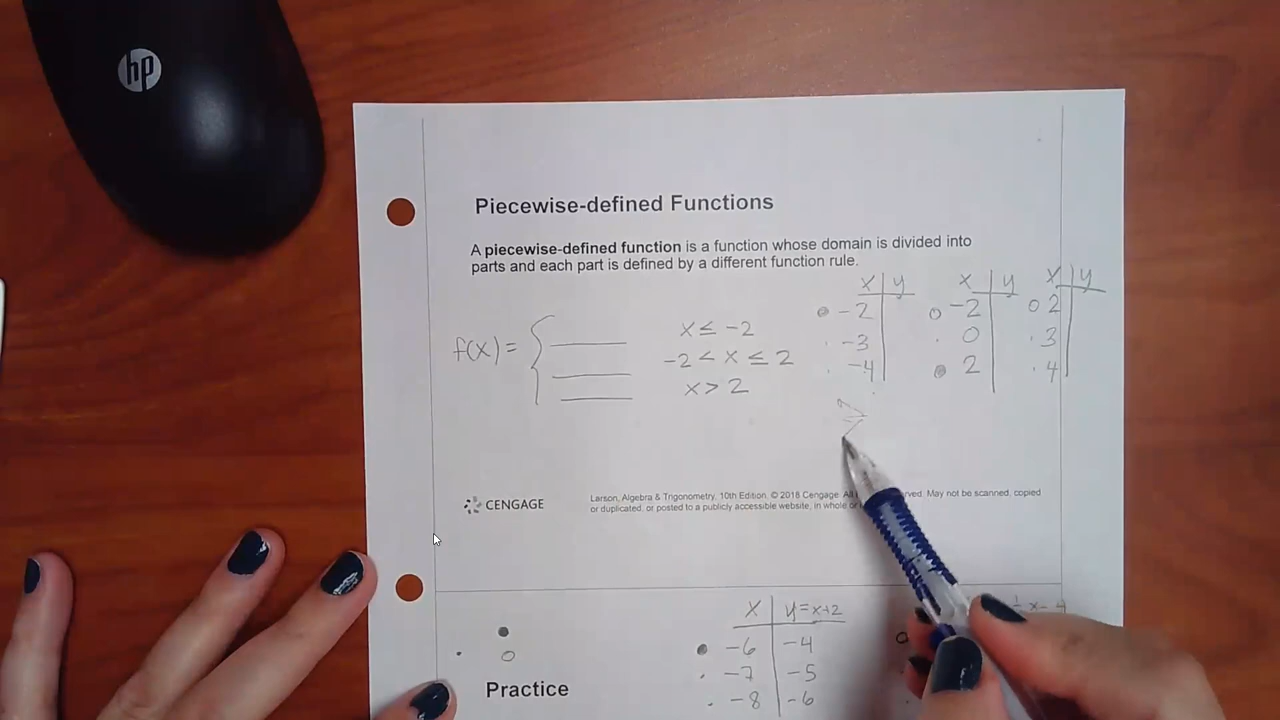 hp
Piecewise-defined Functions
A piecewise-defined function is a function whose domain is divided into
parts and each part is defined by a different function rule.
f(x) = {
x ≤ -2
-2 < x ≤ 2
x > 2
x | y
-2
-3
-4
x | y
-2
0
2
x | y
2
3
4
≥
CENGAGE
Larson, Algebra & Trigonometry, 10th Edition. © 2018 Cengage. All May not be scanned, copied
or duplicated, or posted to a publicly accessible website, in whole or
x | y=x+2
-6 | -4
-7 | -5
-8 | -6
x-4
Practice